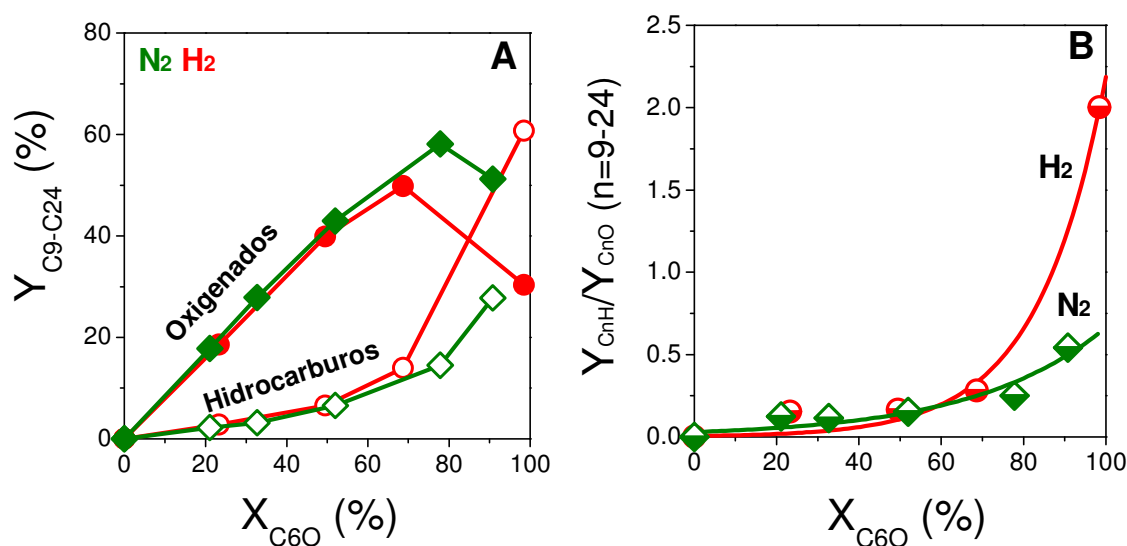 80
60
40
20
0
0
20
40
60
80
100
Y C9-C24 (%)
X C6O (%)
N2 H2
A
Oxigenados
Hidrocarburos
2.5
2.0
1.5
1.0
0.5
0.0
0
20
40
60
80
100
Y CnH/Y CnO (n=9-24)
X C6O (%)
B
H2
N2